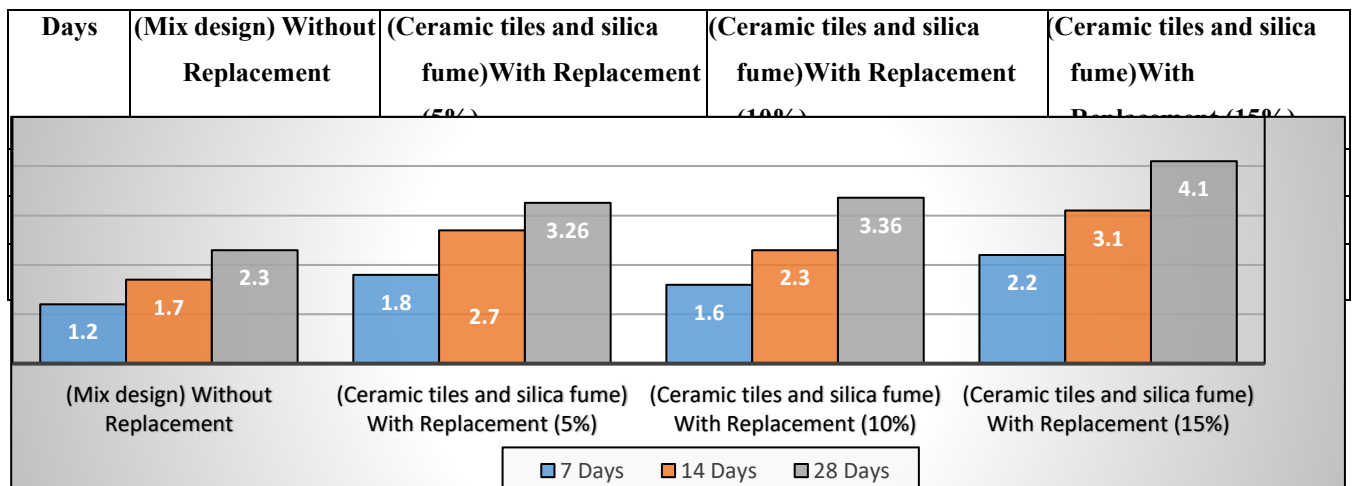 Days
(Mix design) Without
Replacement
(Ceramic tiles and silica
fume)With Replacement
(5%)
(Ceramic tiles and silica
fume)With Replacement
(10%)
(Ceramic tiles and silica
fume)With
Replacement (15%)
1.2
1.7
2.3
1.8
2.7
3.26
1.6
2.3
3.36
2.2
3.1
4.1
(Mix design) Without
Replacement
(Ceramic tiles and silica fume)
With Replacement (5%)
(Ceramic tiles and silica fume)
With Replacement (10%)
(Ceramic tiles and silica fume)
With Replacement (15%)
7 Days
14 Days
28 Days